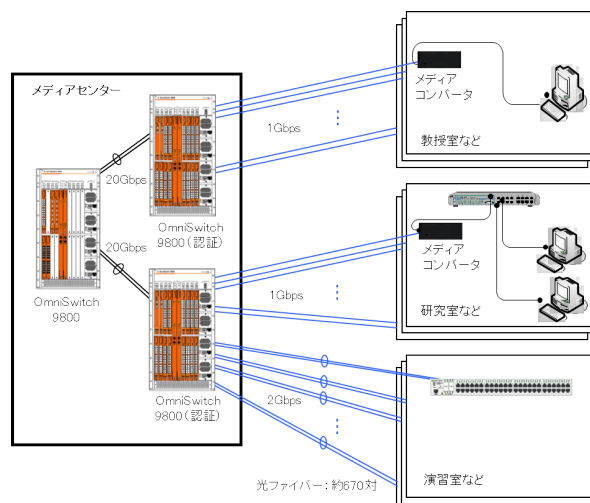 メディアセンター
20Gbps
20Gbps
OmniSwitch
9800
OmniSwitch
9800(認証)
OmniSwitch
9800(認証)
1Gbps
1Gbps
2Gbps
光ファイバー：約670対
メディア
コンバータ
教授室など
メディア
コンバータ
研究室など
演習室など